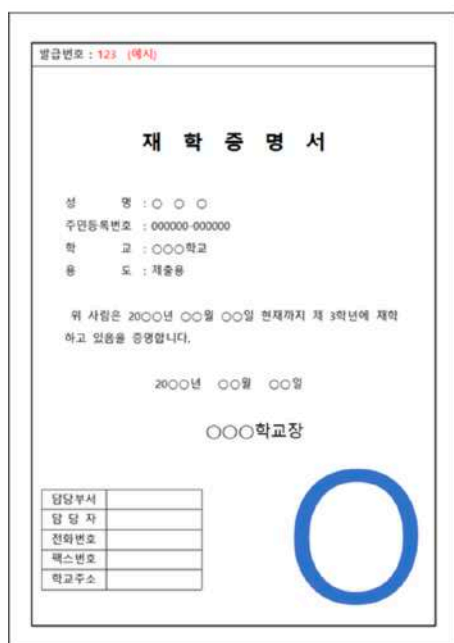 발급번호 : 123 (예시)
재 학 증 명 서
성 명 : ○ ○ ○
주민등록번호 : 000000-000000
학 교 : ○○○학교
용 도 : 제출용
위 사람은 20○○년 ○○월 ○○일 현재까지 제 3학년에 재학
하고 있음을 증명합니다.
20○○년 ○○월 ○○일
○○○학교장
담당부서
담 당 자
전화번호
팩스번호
학교주소